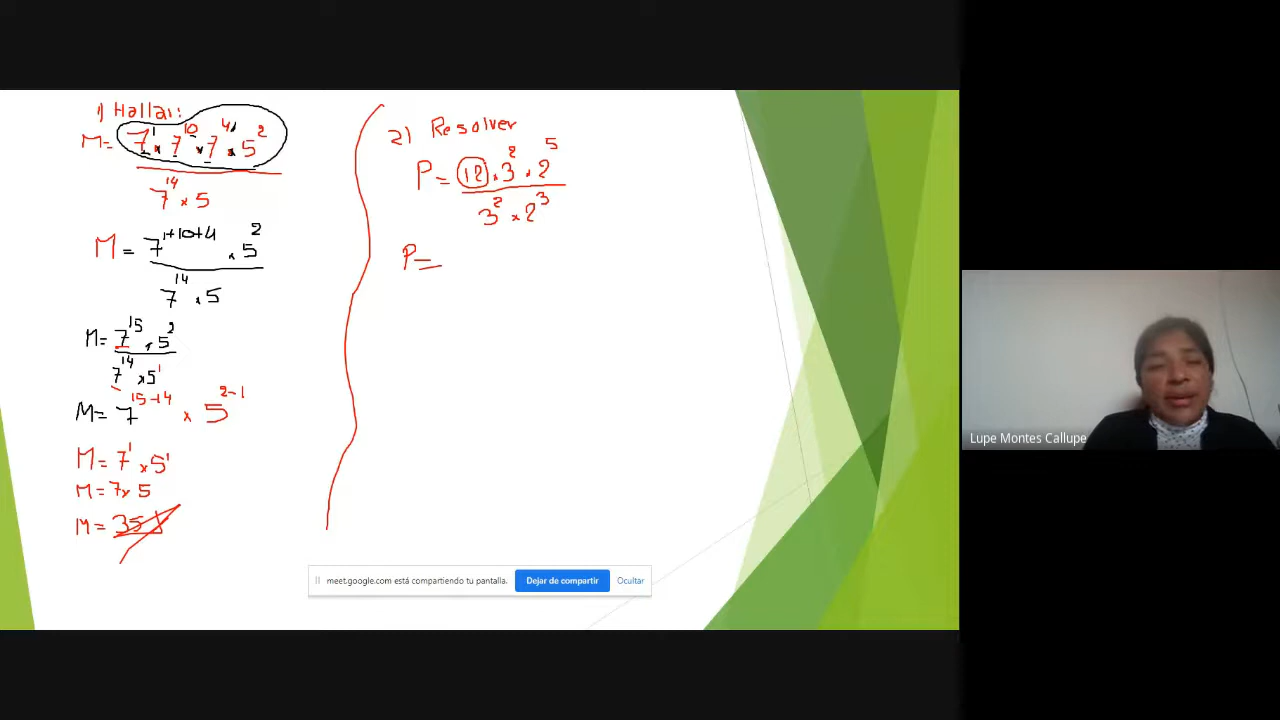 1) Hallar:
M = 7¹ × 7¹⁰ × 7⁴ × 5²
7¹⁴ × 5
M = 7¹⁺¹⁰⁺⁴ · 5²
7¹⁴ · 5
M = 7¹⁵ · 5²
7¹⁴ × 5¹
M = 7¹⁵⁻¹⁴ × 5²⁻¹
M = 7¹ × 5¹
M = 7 × 5
M = 35
2) Resolver
P = 12 · 3² · 2⁵
3² × 2³
P =
meet.google.com está compartiendo tu pantalla.
Dejar de compartir
Ocultar
Lupe Montes Callupe